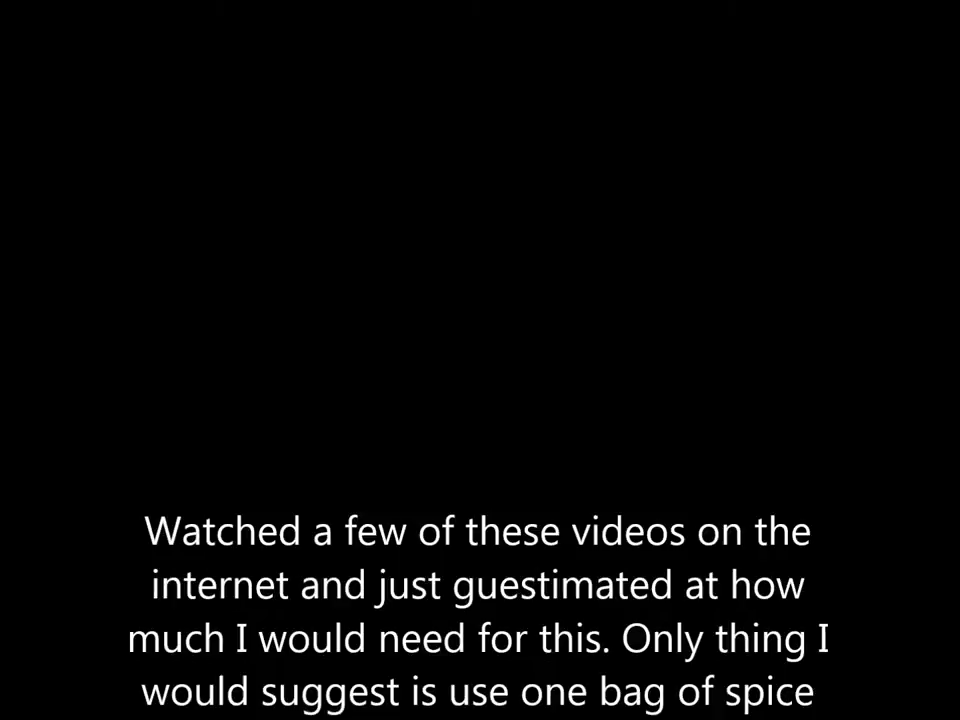 Watched a few of these videos on the
internet and just guestimated at how
much I would need for this. Only thing I
would suggest is use one bag of spice